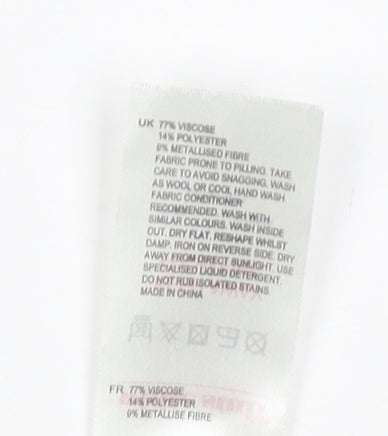 UK 77% VISCOSE
14% POLYESTER
9% METALLISED FIBRE
FABRIC PRONE TO PILLING. TAKE
CARE TO AVOID SNAGGING. WASH
AS WOOL OR COOL HAND WASH.
FABRIC CONDITIONER
RECOMMENDED. WASH WITH
SIMILAR COLOURS. WASH INSIDE
OUT. DRY FLAT. RESHAPE WHILST
DAMP. IRON ON REVERSE SIDE. DRY
AWAY FROM DIRECT SUNLIGHT. USE
SPECIALISED LIQUID DETERGENT.
DO NOT RUB ISOLATED STAINS.
MADE IN CHINA
FR 77% VISCOSE
14% POLYESTER
9% METALLISE FIBRE